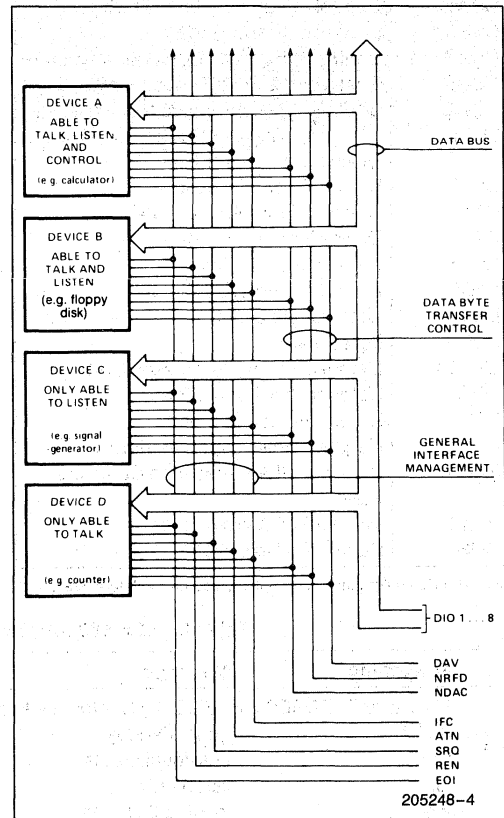 DEVICE A
ABLE TO
TALK, LISTEN,
AND
CONTROL
(e.g. calculator)
DATA BUS
DEVICE B
ABLE TO
TALK AND
LISTEN
(e.g. floppy
disk)
DATA BYTE
TRANSFER
CONTROL
DEVICE C
ONLY ABLE
TO LISTEN
(e.g. signal
generator)
GENERAL
INTERFACE
MANAGEMENT
DEVICE D
ONLY ABLE
TO TALK
(e.g. counter)
DIO 1 . . . 8
DAV
NRFD
NDAC
IFC
ATN
SRQ
REN
EOI
205248–4